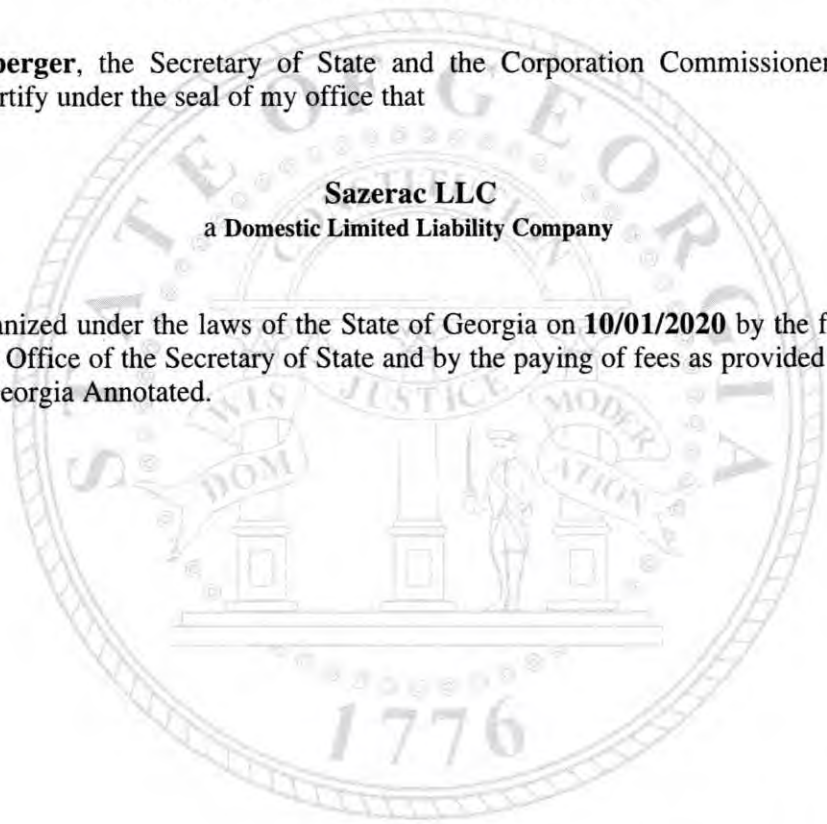 perger, the Secretary of State and the Corporation Commissioner
rtify under the seal of my office that
Sazerac LLC
a Domestic Limited Liability Company
nized under the laws of the State of Georgia on 10/01/2020 by the f
Office of the Secretary of State and by the paying of fees as provided
eorgia Annotated.
STATE OF GEORGIA
CONSTITUTION
WISDOM
JUSTICE
MODERATION
1776